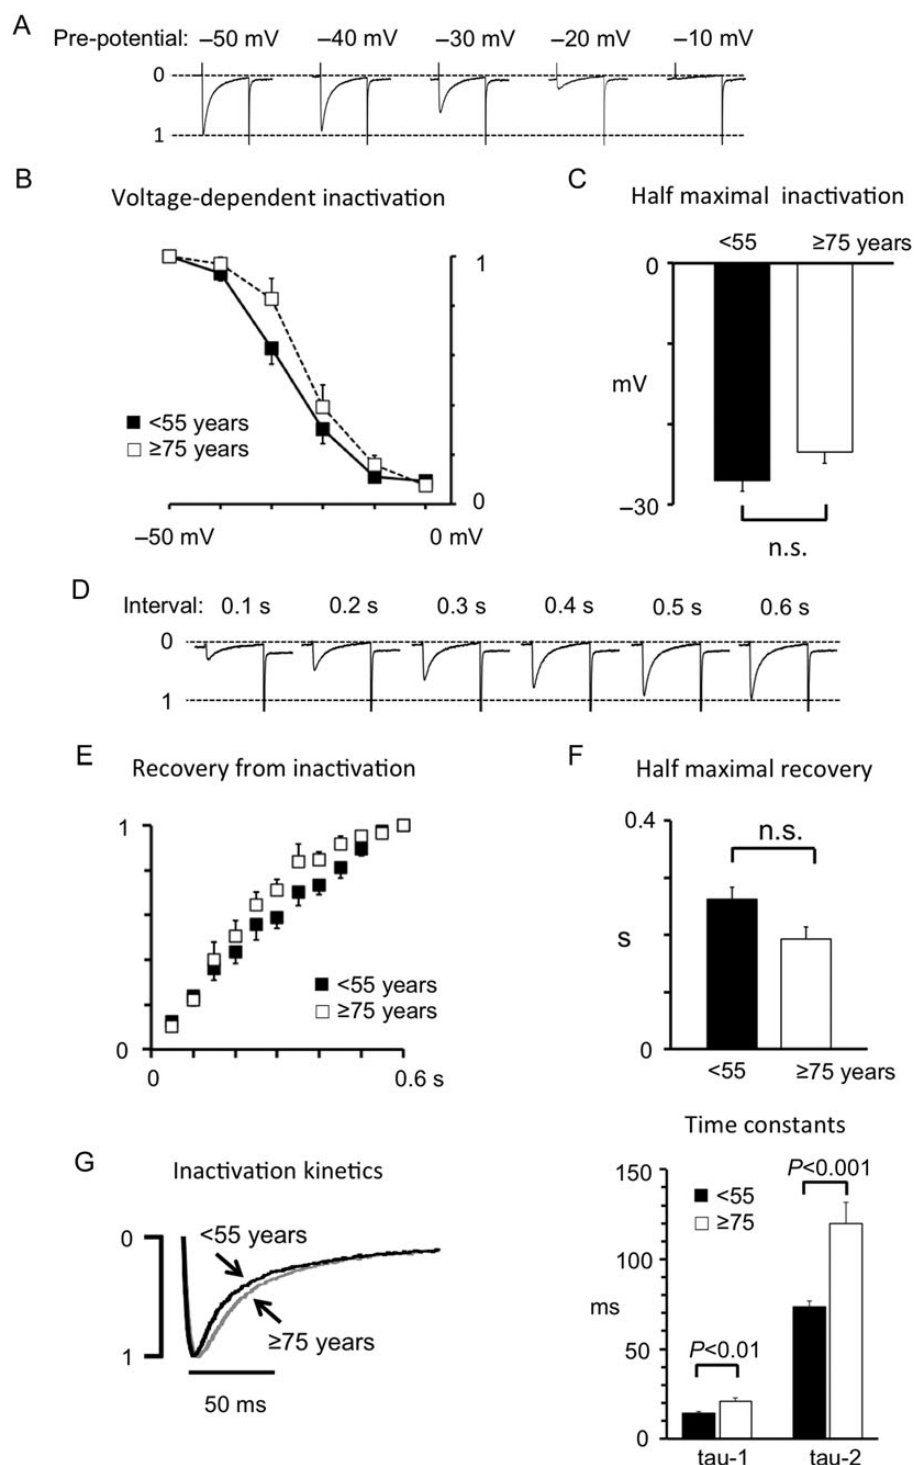 A
Pre-potential: –50 mV –40 mV –30 mV –20 mV –10 mV
0
1
B
Voltage-dependent inactivation
1
<55 years
≥75 years
0
–50 mV 0 mV
C
Half maximal inactivation
<55 ≥75 years
0
mV
–30
n.s.
D
Interval: 0.1 s 0.2 s 0.3 s 0.4 s 0.5 s 0.6 s
0
1
E
Recovery from inactivation
1
<55 years
≥75 years
0
0 0.6 s
F
Half maximal recovery
0.4
n.s.
s
0
<55 ≥75 years
G
Inactivation kinetics
0
<55 years
≥75 years
1
50 ms
Time constants
150
P<0.001
<55
≥75
100
ms
50
P<0.01
0
tau-1 tau-2